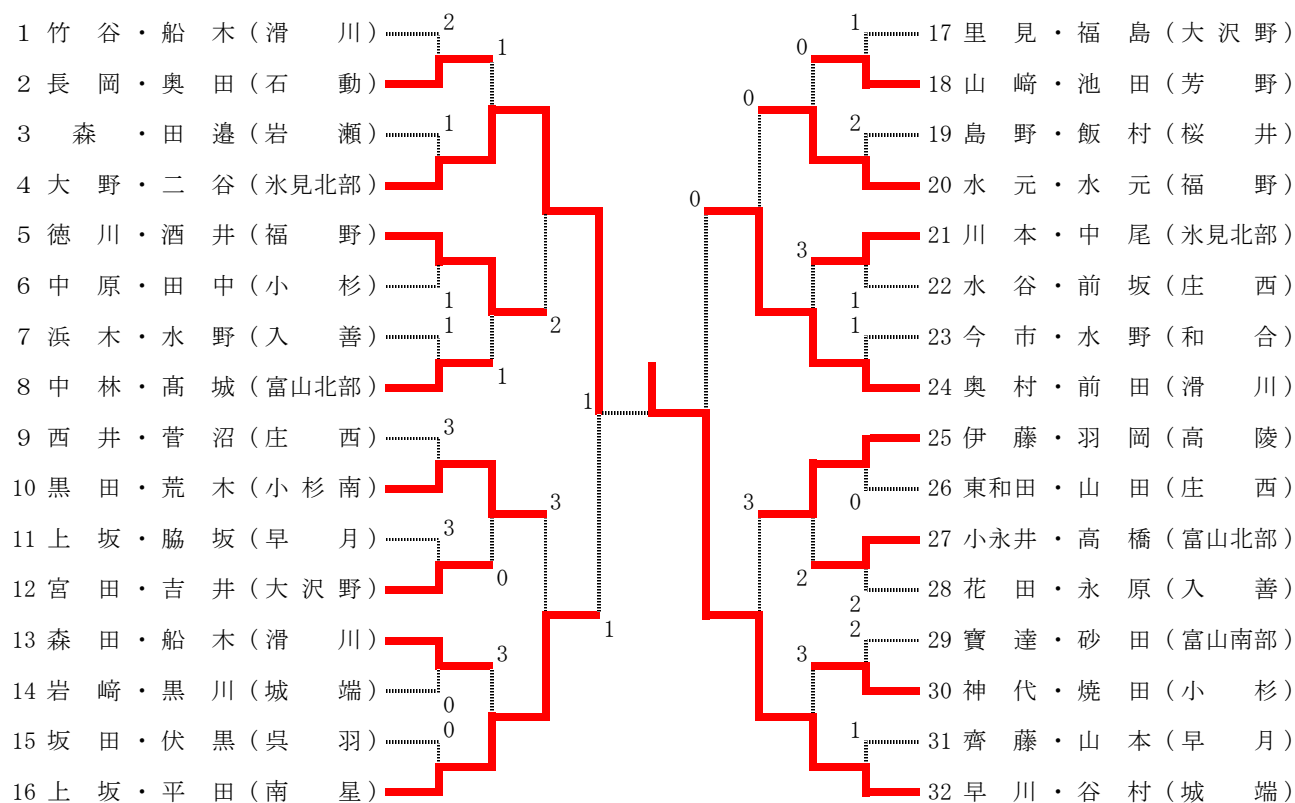 1 竹 谷・船 木（滑 川） 2
2 長 岡・奥 田（石 動） 1
3 森 ・田 邉（岩 瀬） 1
4 大 野・二 谷（氷見北部）
5 徳 川・酒 井（福 野）
6 中 原・田 中（小 杉） 1
7 浜 木・水 野（入 善） 1 2
8 中 林・髙 城（富山北部） 1
1
9 西 井・菅 沼（庄 西） 3
10 黒 田・荒 木（小 杉 南） 3
11 上 坂・脇 坂（早 月） 3
12 宮 田・吉 井（大 沢 野） 0
13 森 田・船 木（滑 川） 3 1
14 岩 﨑・黒 川（城 端） 0
15 坂 田・伏 黒（呉 羽） 0
16 上 坂・平 田（南 星）
1 17 里 見・福 島（大 沢 野）
0 18 山 﨑・池 田（芳 野）
0 2 19 島 野・飯 村（桜 井）
0 20 水 元・水 元（福 野）
3 21 川 本・中 尾（氷見北部）
1 22 水 谷・前 坂（庄 西）
1 23 今 市・水 野（和 合）
24 奥 村・前 田（滑 川）
25 伊 藤・羽 岡（高 陵）
3 0 26 東和田・山 田（庄 西）
27 小永井・高 橋（富山北部）
2 2 28 花 田・永 原（入 善）
2 29 寶 達・砂 田（富山南部）
3 30 神 代・焼 田（小 杉）
1 31 齊 藤・山 本（早 月）
32 早 川・谷 村（城 端）